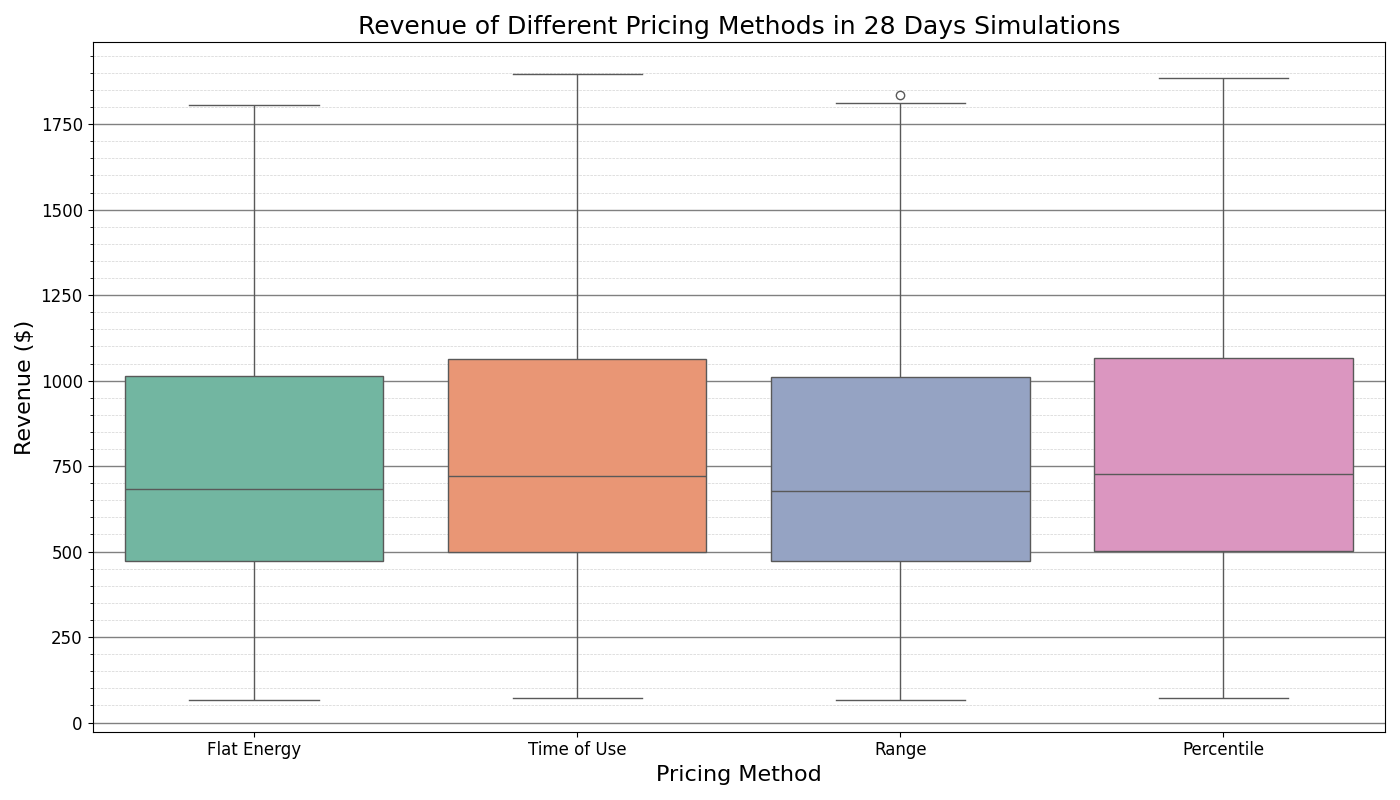 Revenue of Different Pricing Methods in 28 Days Simulations
Revenue ($)
1750
1500
1250
1000
750
500
250
0
Flat Energy
Time of Use
Range
Percentile
Pricing Method